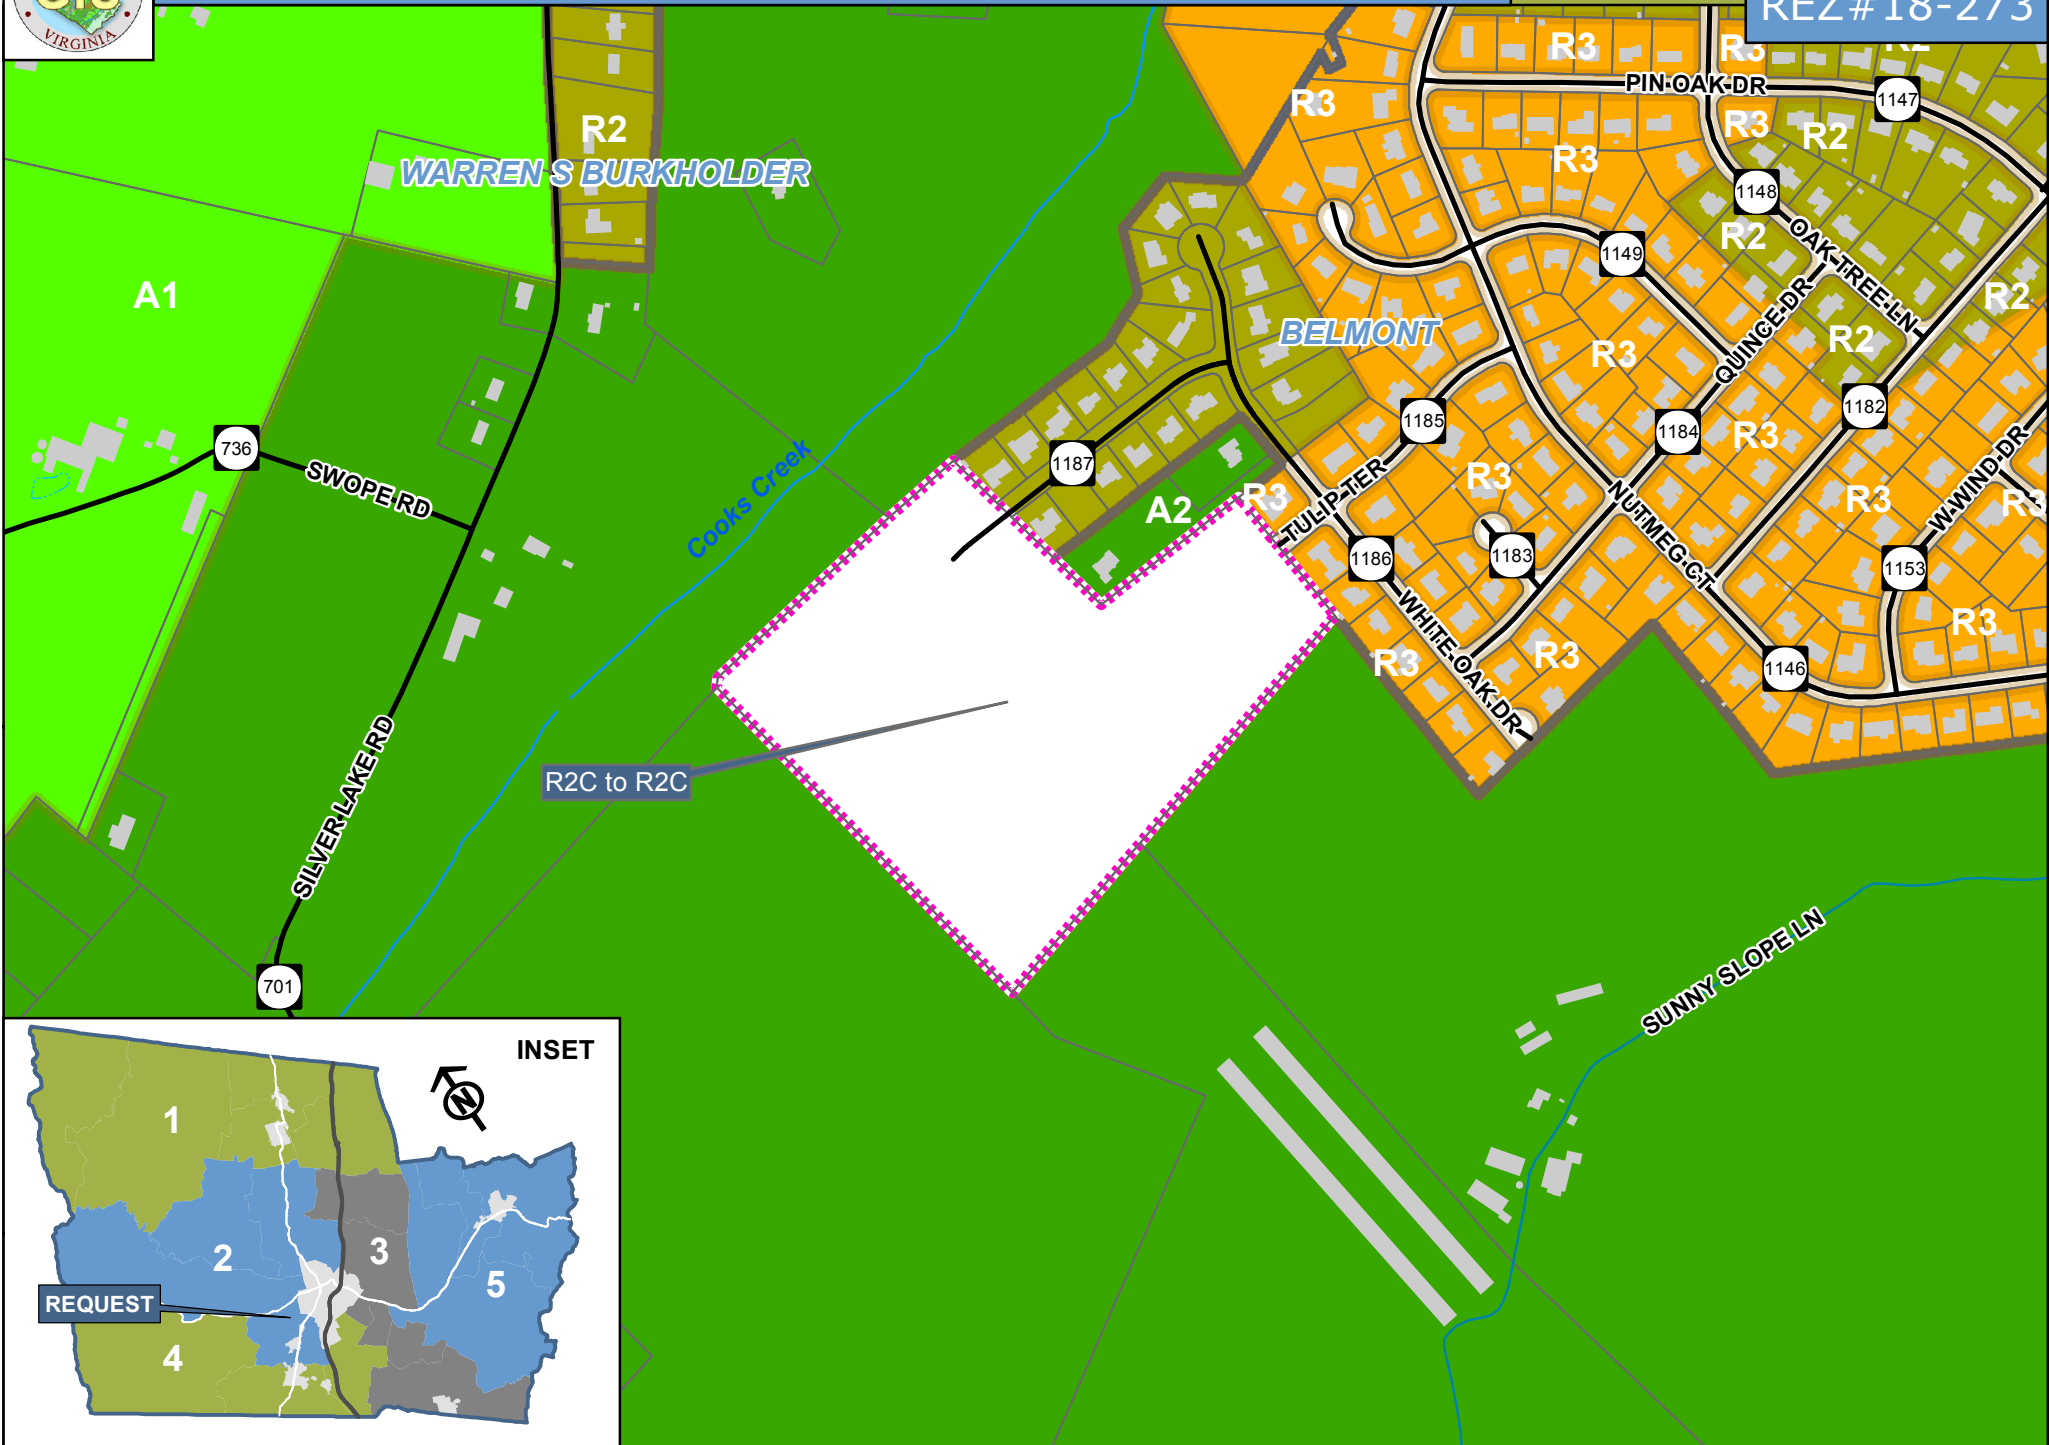 GIS
VIRGINIA
REZ#18-273
R3
R3
R2
PIN OAK DR
1147
R3
R3
R2
R2
WARREN S BURKHOLDER
R3
1148
R2
OAK TREE LN
1149
A1
R2
QUINCE DR
BELMONT
R3
R2
1182
1185
1184
R3
736
SWOPE RD
Cooks Creek
1187
R3
TULIP TER
R3
A2
NUTMEG CT
R3
W WIND DR
R3
1186
1183
1153
WHITE OAK DR
R3
R3
R3
1146
SILVER LAKE RD
R2C to R2C
701
SUNNY SLOPE LN
INSET
N
1
2
3
5
REQUEST
4